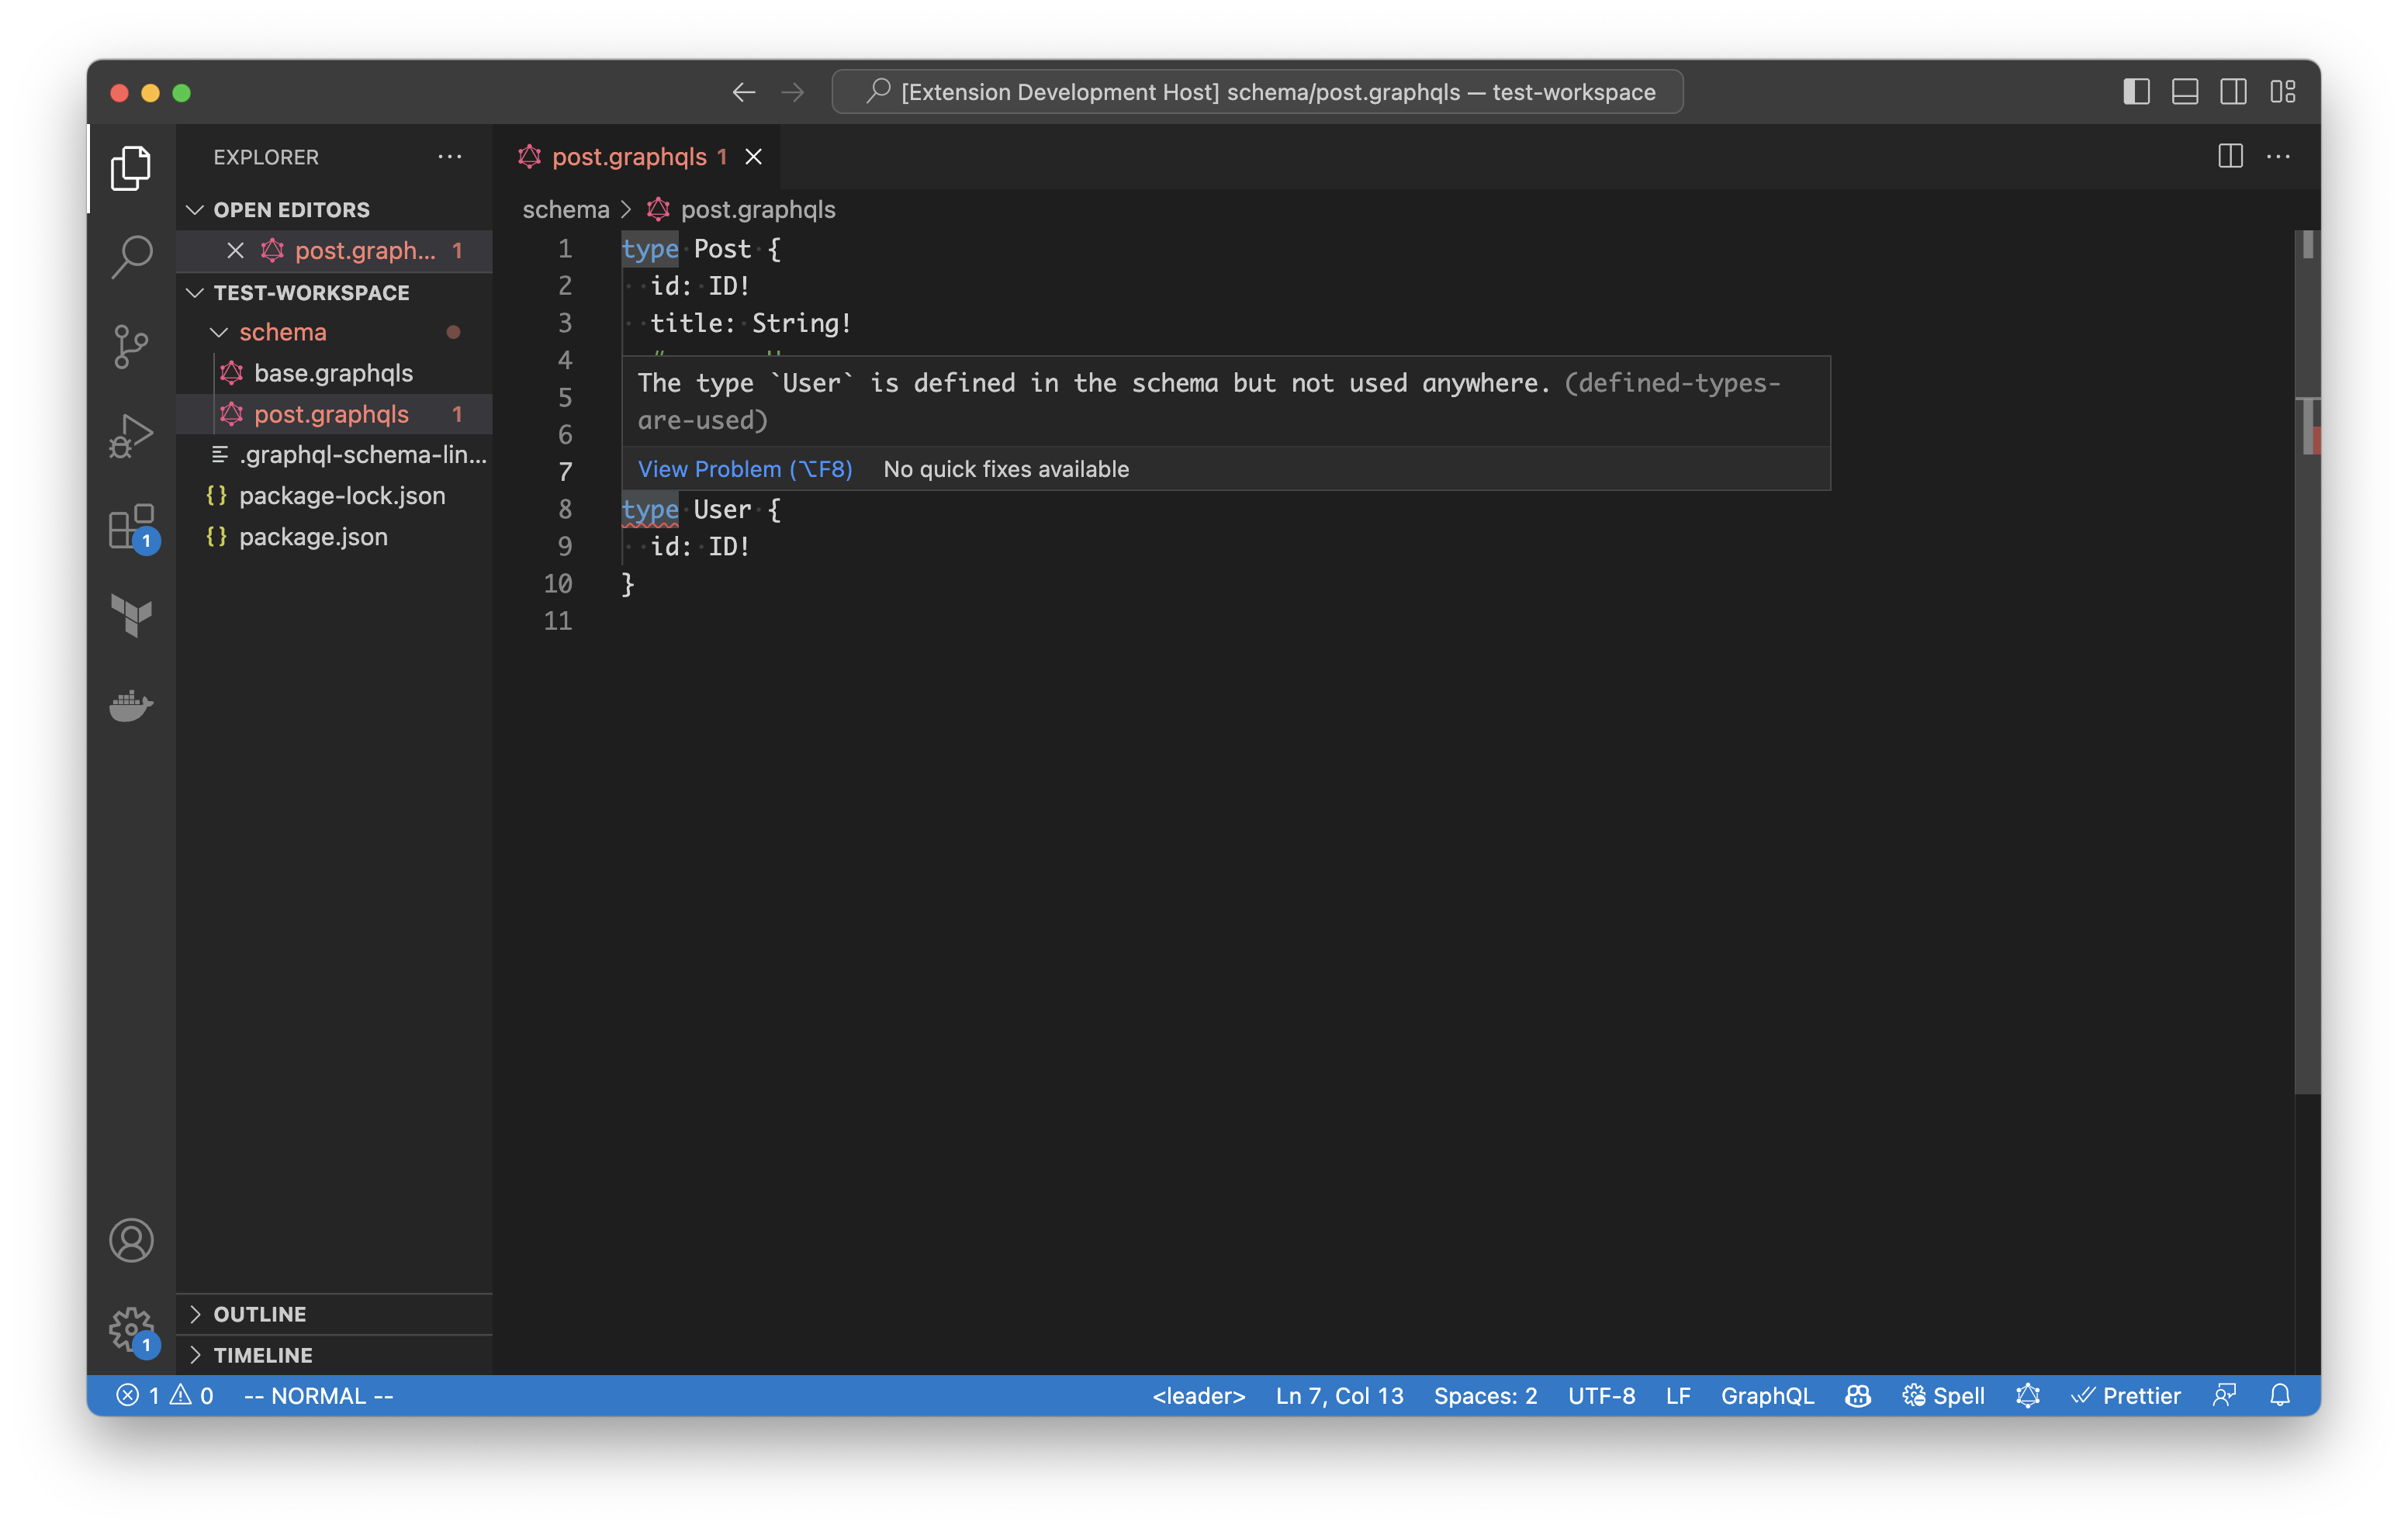 [Extension Development Host] schema/post.graphqls — test-workspace
EXPLORER
OPEN EDITORS
post.graph... 1
TEST-WORKSPACE
schema
base.graphqls
post.graphqls 1
.graphql-schema-lin...
package-lock.json
package.json
OUTLINE
TIMELINE
post.graphqls 1
schema > post.graphqls
1 type Post {
2 id: ID!
3 title: String!
4
5
6
7
The type `User` is defined in the schema but not used anywhere. (defined-types-
are-used)
View Problem (⌥F8) No quick fixes available
8 type User {
9 id: ID!
10 }
11
1
1
1 0 -- NORMAL -- <leader> Ln 7, Col 13 Spaces: 2 UTF-8 LF GraphQL Spell Prettier